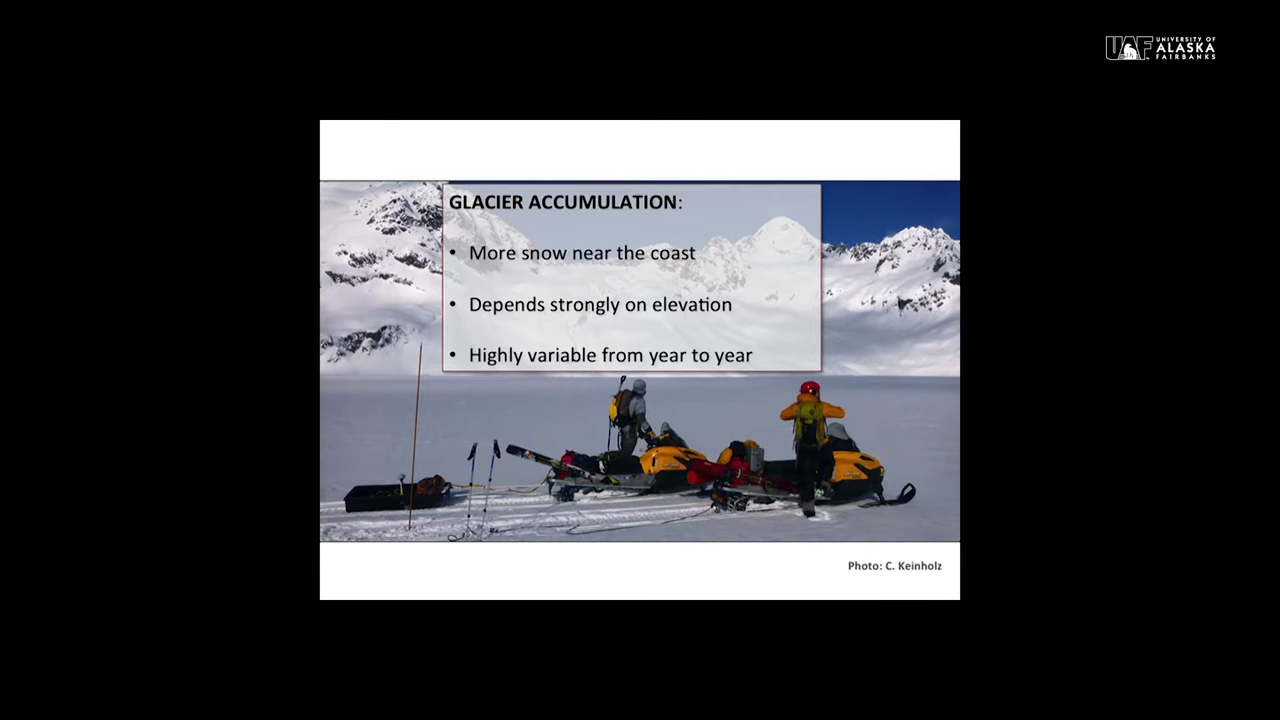 UAF UNIVERSITY OF
ALASKA
FAIRBANKS
GLACIER ACCUMULATION:
• More snow near the coast
• Depends strongly on elevation
• Highly variable from year to year
Photo: C. Keinholz